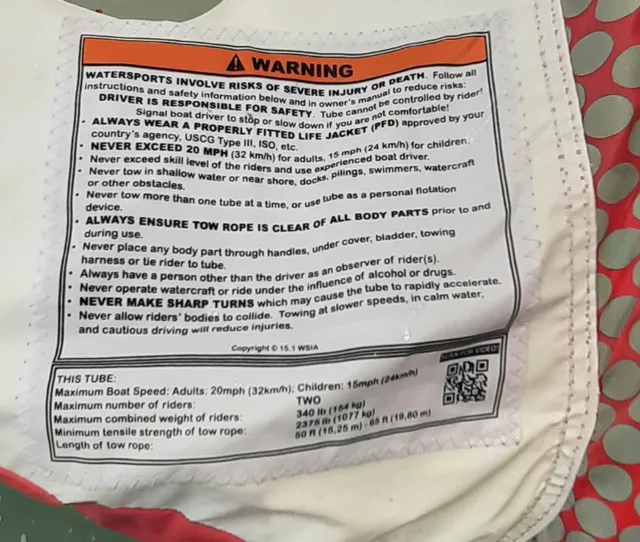 WARNING
WATERSPORTS INVOLVE RISKS OF SEVERE INJURY OR DEATH. Follow all
instructions and safety information below and in owner's manual to reduce risks:
DRIVER IS RESPONSIBLE FOR SAFETY. Tube cannot be controlled by rider!
Signal boat driver to stop or slow down if you are not comfortable!
• ALWAYS WEAR A PROPERLY FITTED LIFE JACKET (PFD) approved by your
country's agency, USCG Type III, ISO, etc.
• NEVER EXCEED 20 MPH (32 km/h) for adults, 15 mph (24 km/h) for children.
• Never exceed skill level of the riders and use experienced boat driver.
• Never tow in shallow water or near shore, docks, pilings, swimmers, watercraft
or other obstacles.
• Never tow more than one tube at a time, or use tube as a personal flotation
device.
• ALWAYS ENSURE TOW ROPE IS CLEAR OF ALL BODY PARTS prior to and
during use.
• Never place any body part through handles, under cover, bladder, towing
harness or tie rider to tube.
• Always have a person other than the driver as an observer of rider(s).
• Never operate watercraft or ride under the influence of alcohol or drugs.
• NEVER MAKE SHARP TURNS which may cause the tube to rapidly accelerate.
• Never allow riders' bodies to collide. Towing at slower speeds, in calm water,
and cautious driving will reduce injuries.
Copyright © 15.1 WSIA
SCAN FOR VIDEO!
THIS TUBE:
Maximum Boat Speed: Adults: 20mph (32km/h); Children: 15mph (24km/h)
Maximum number of riders: TWO
Maximum combined weight of riders: 340 lb (154 kg)
Minimum tensile strength of tow rope: 2375 lb (1077 kg)
Length of tow rope: 50 ft (15,25 m) - 65 ft (19,80 m)